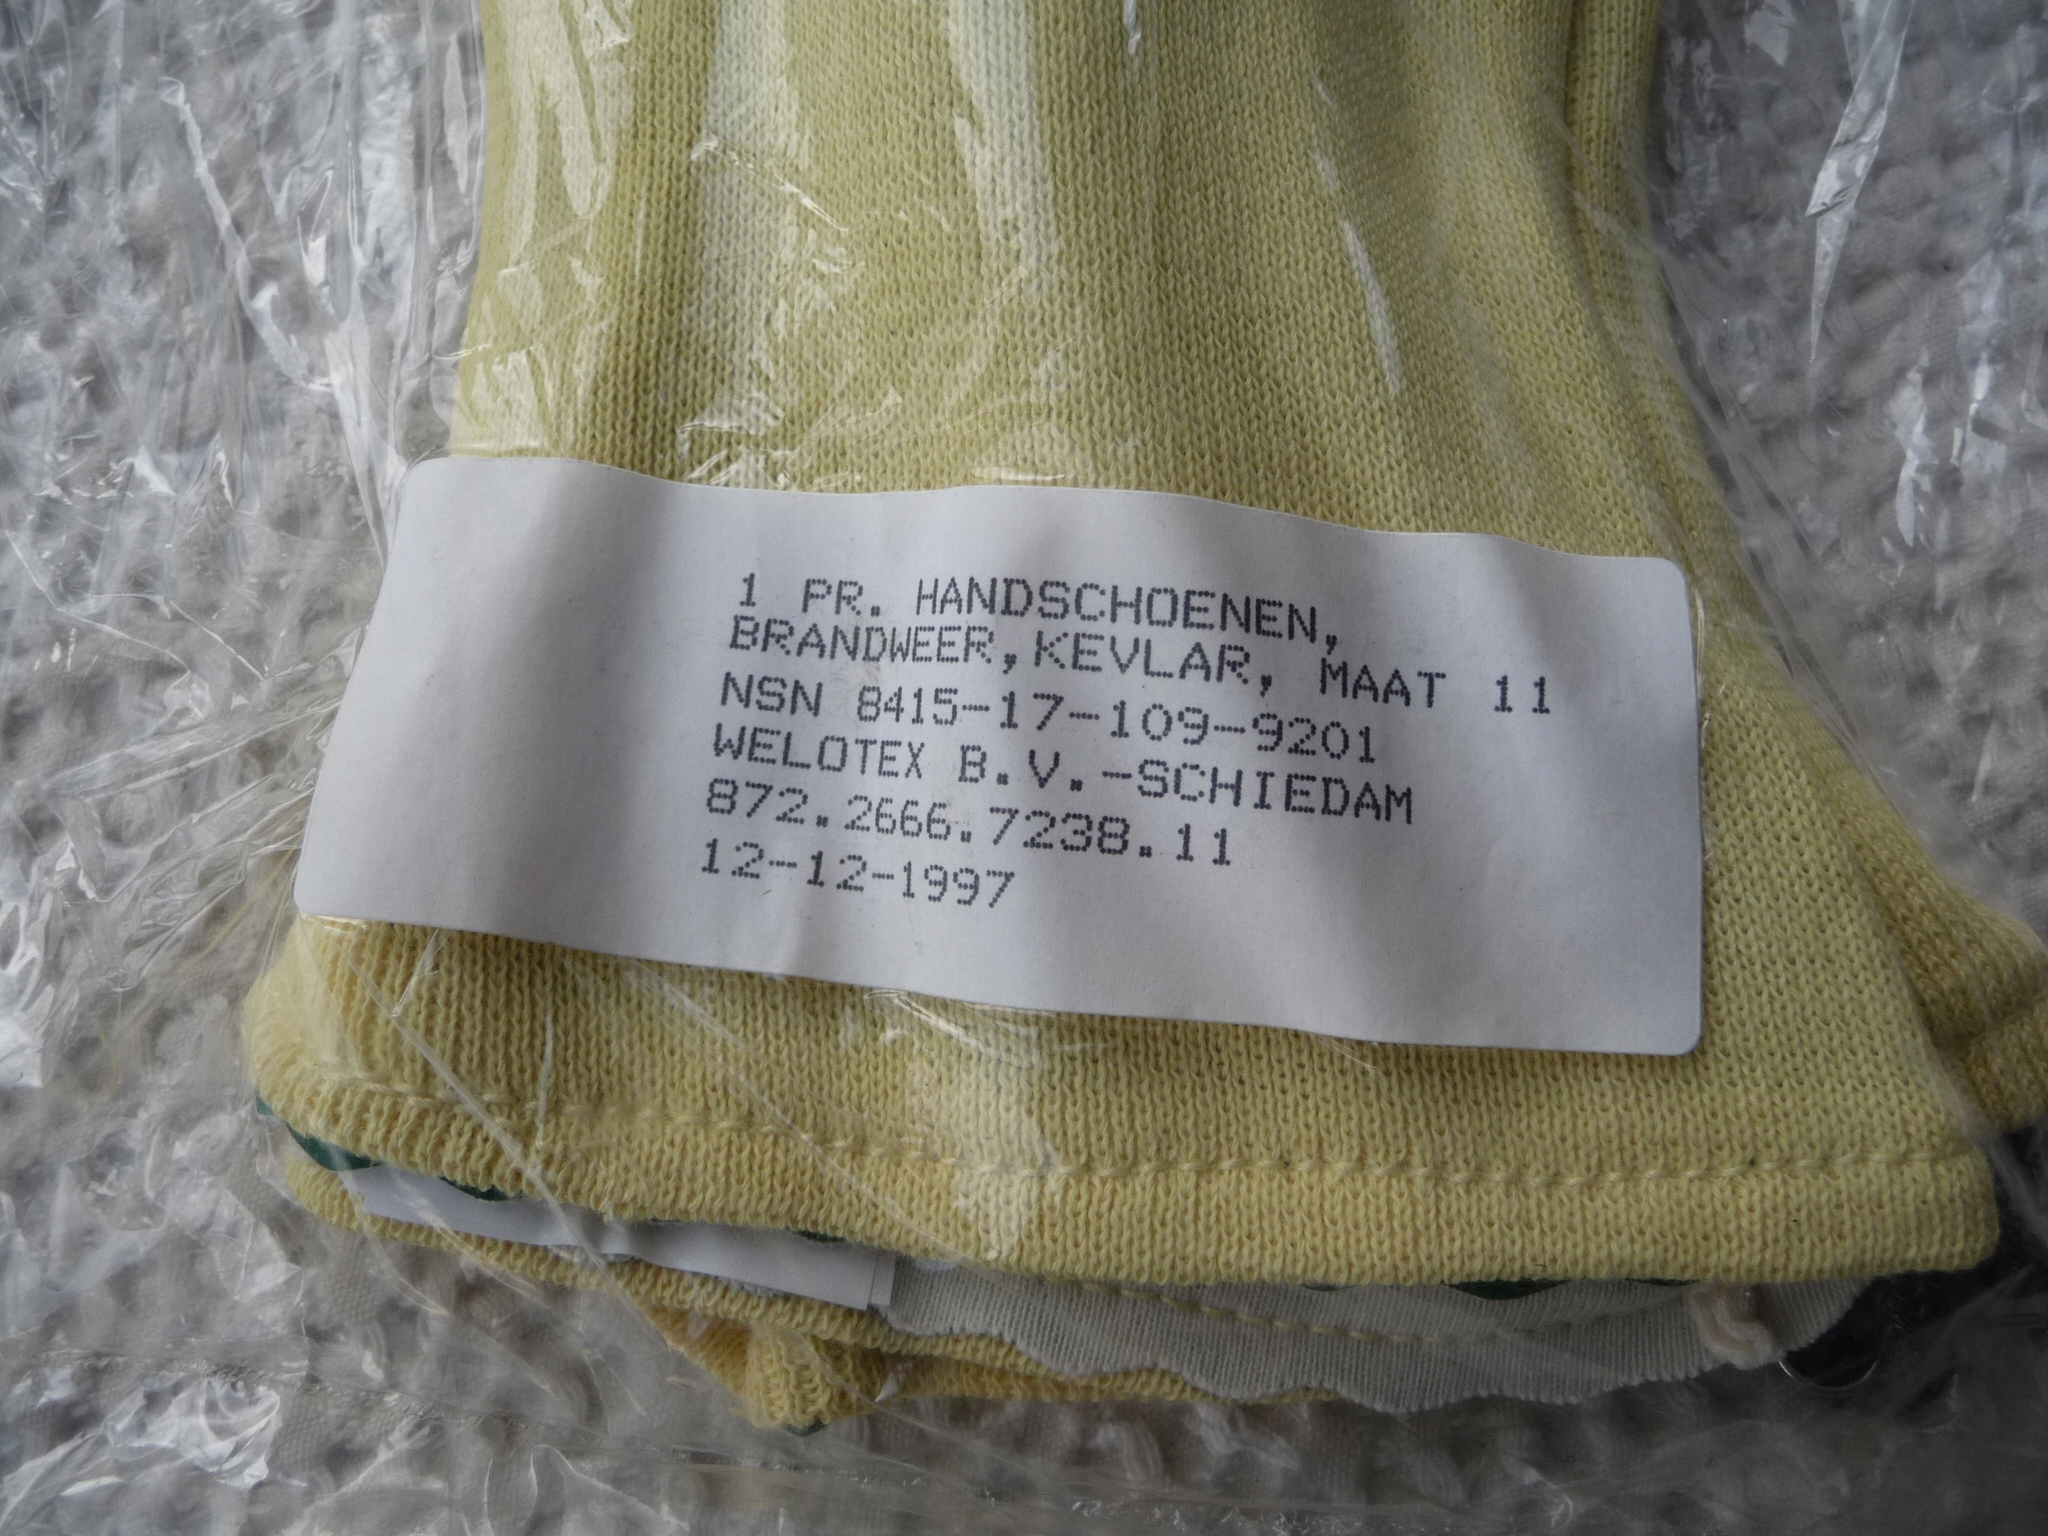 1 PR. HANDSCHOENEN,
BRANDWEER, KEVLAR, MAAT 11
NSN 8415-17-109-9201
WELOTEX B.V.-SCHIEDAM
872.2666.7238.11
12-12-1997